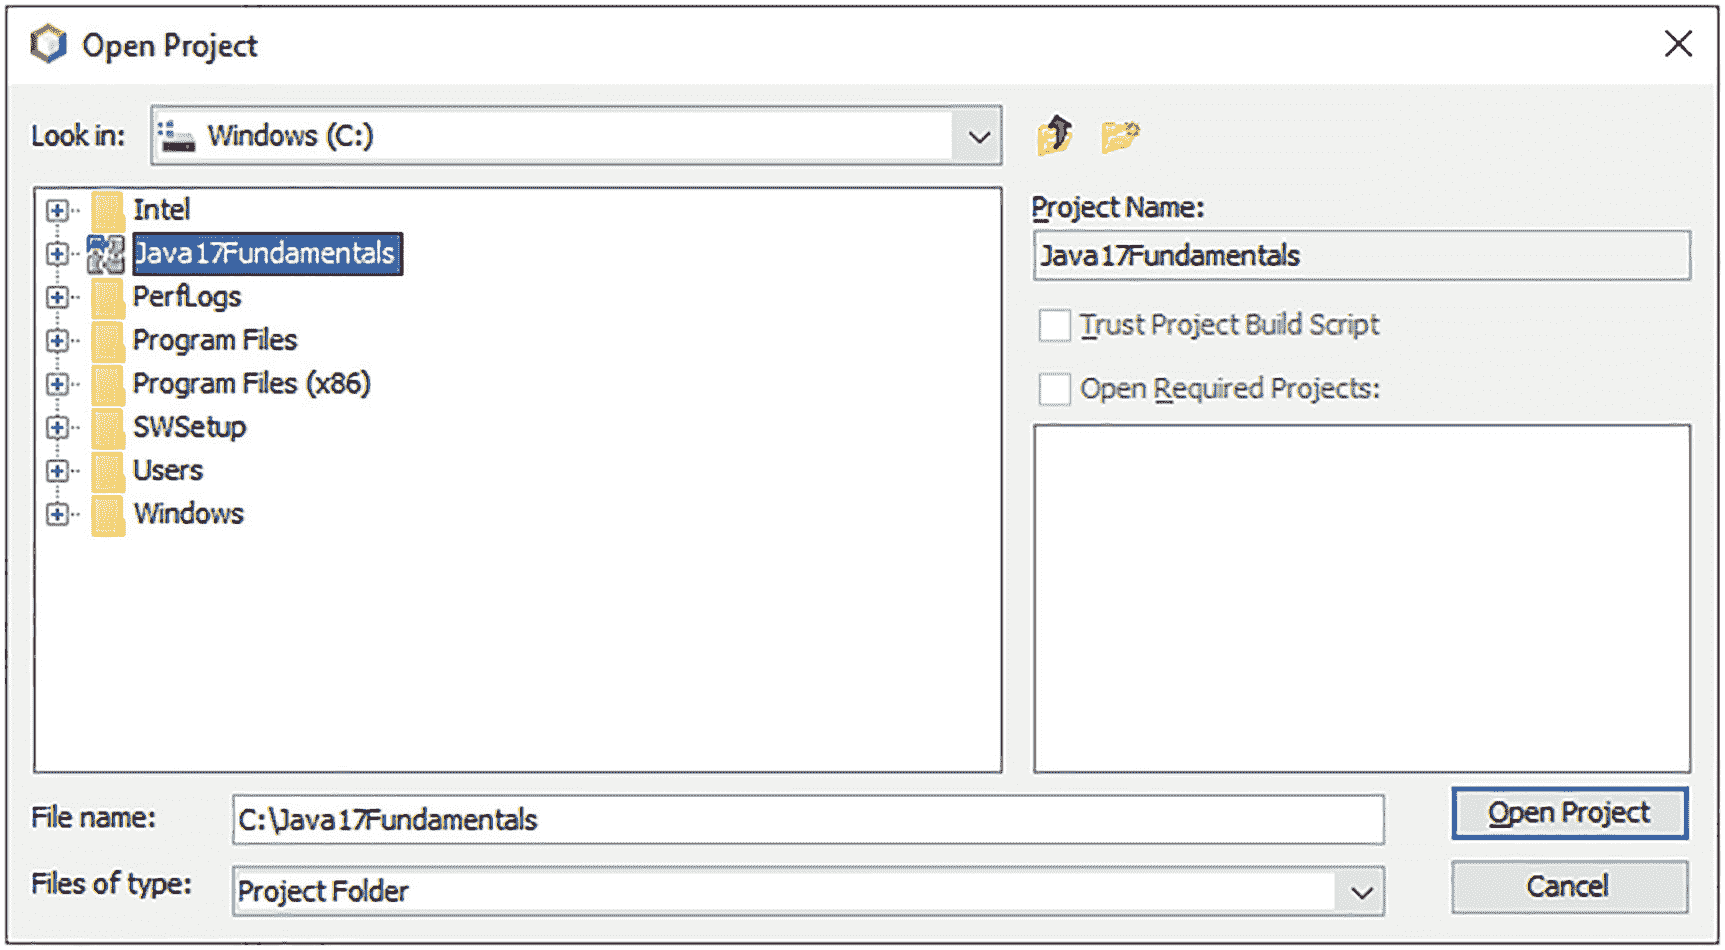 Open Project
Look in: Windows (C:)
Intel
Java17Fundamentals
PerfLogs
Program Files
Program Files (x86)
SWSetup
Users
Windows
Project Name:
Java17Fundamentals
Trust Project Build Script
Open Required Projects:
File name: C:\Java17Fundamentals
Open Project
Files of type: Project Folder
Cancel